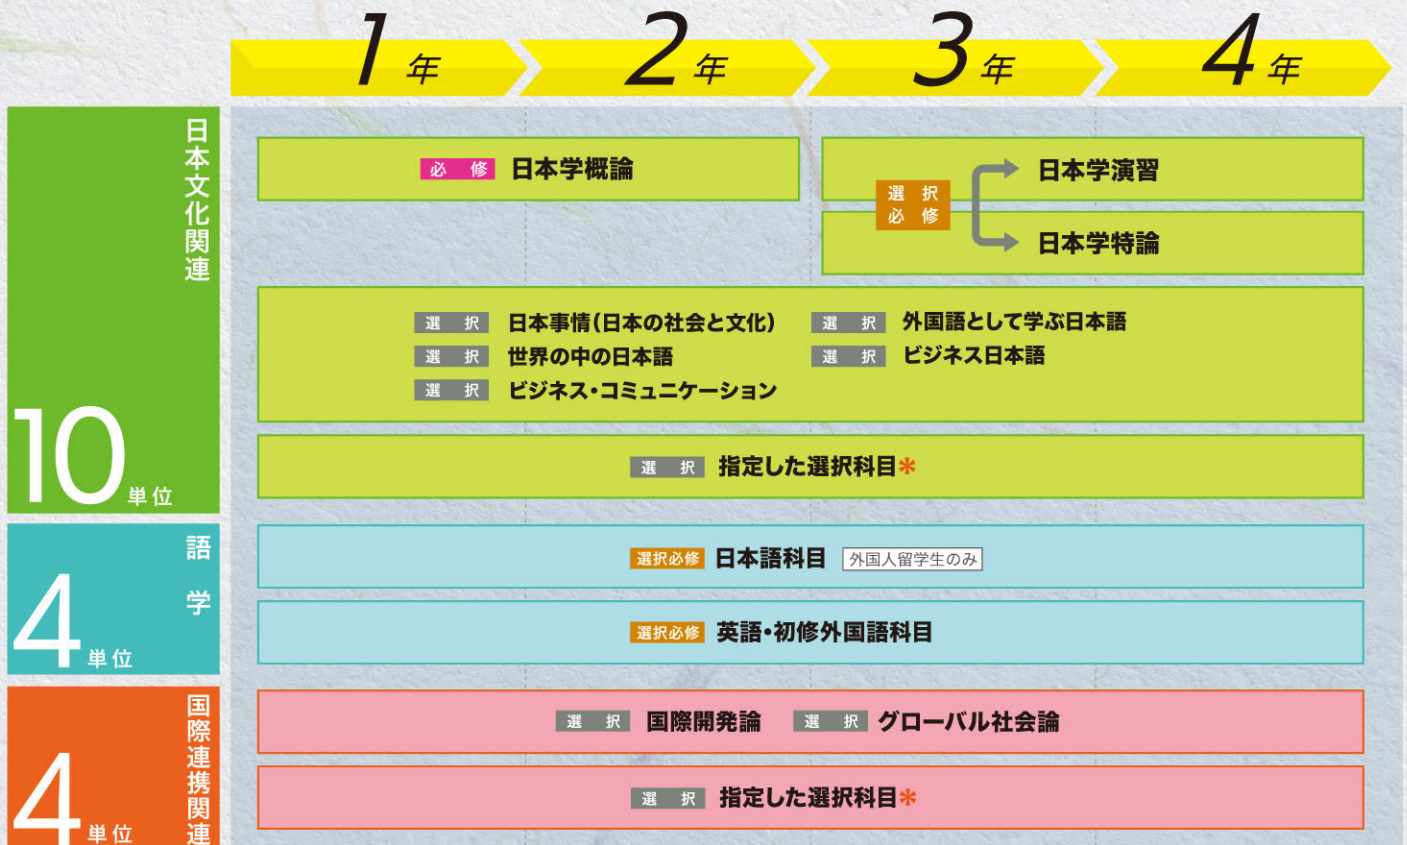 1年 2年 3年 4年
日本文化関連
10単位
必修 日本学概論
選択必修
日本学演習
日本学特論
選択 日本事情(日本の社会と文化)
選択 外国語として学ぶ日本語
選択 世界の中の日本語
選択 ビジネス日本語
選択 ビジネス・コミュニケーション
選択 指定した選択科目*
語学
4単位
選択必修 日本語科目 外国人留学生のみ
選択必修 英語・初修外国語科目
国際連携関連
4単位
選択 国際開発論 選択 グローバル社会論
選択 指定した選択科目*